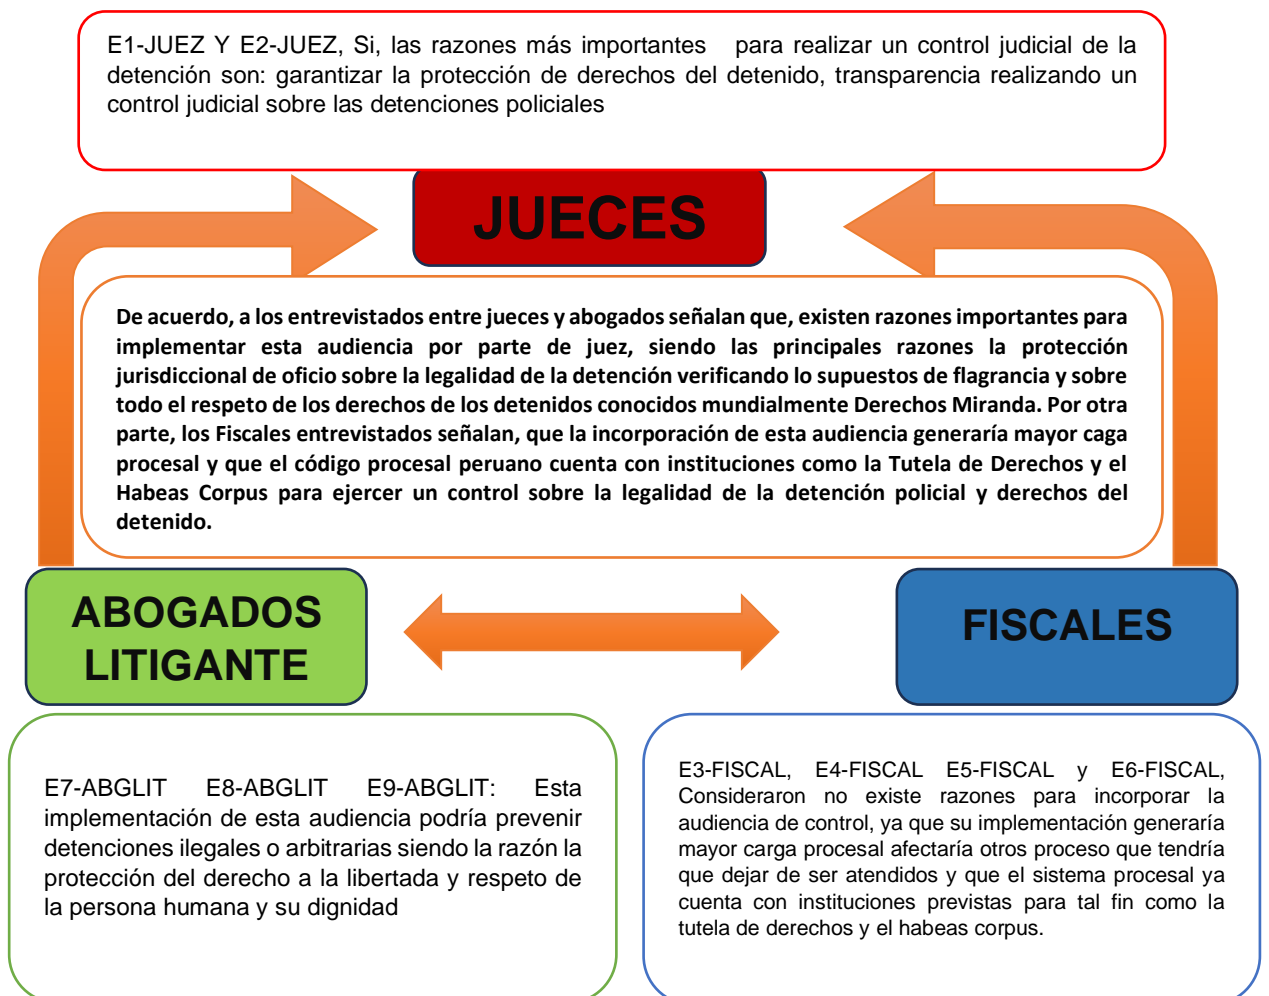 E1-JUEZ Y E2-JUEZ, Si, las razones más importantes para realizar un control judicial de la
detención son: garantizar la protección de derechos del detenido, transparencia realizando un
control judicial sobre las detenciones policiales
JUECES
De acuerdo, a los entrevistados entre jueces y abogados señalan que, existen razones importantes para
implementar esta audiencia por parte de juez, siendo las principales razones la protección
jurisdiccional de oficio sobre la legalidad de la detención verificando lo supuestos de flagrancia y sobre
todo el respeto de los derechos de los detenidos conocidos mundialmente Derechos Miranda. Por otra
parte, los Fiscales entrevistados señalan, que la incorporación de esta audiencia generaría mayor caga
procesal y que el código procesal peruano cuenta con instituciones como la Tutela de Derechos y el
Habeas Corpus para ejercer un control sobre la legalidad de la detención policial y derechos del
detenido.
ABOGADOS
LITIGANTE
FISCALES
E7-ABGLIT E8-ABGLIT E9-ABGLIT: Esta
implementación de esta audiencia podría prevenir
detenciones ilegales o arbitrarias siendo la razón la
protección del derecho a la libertada y respeto de
la persona humana y su dignidad
E3-FISCAL, E4-FISCAL E5-FISCAL y E6-FISCAL,
Consideraron no existe razones para incorporar la
audiencia de control, ya que su implementación generaría
mayor carga procesal afectaría otros proceso que tendría
que dejar de ser atendidos y que el sistema procesal ya
cuenta con instituciones previstas para tal fin como la
tutela de derechos y el habeas corpus.